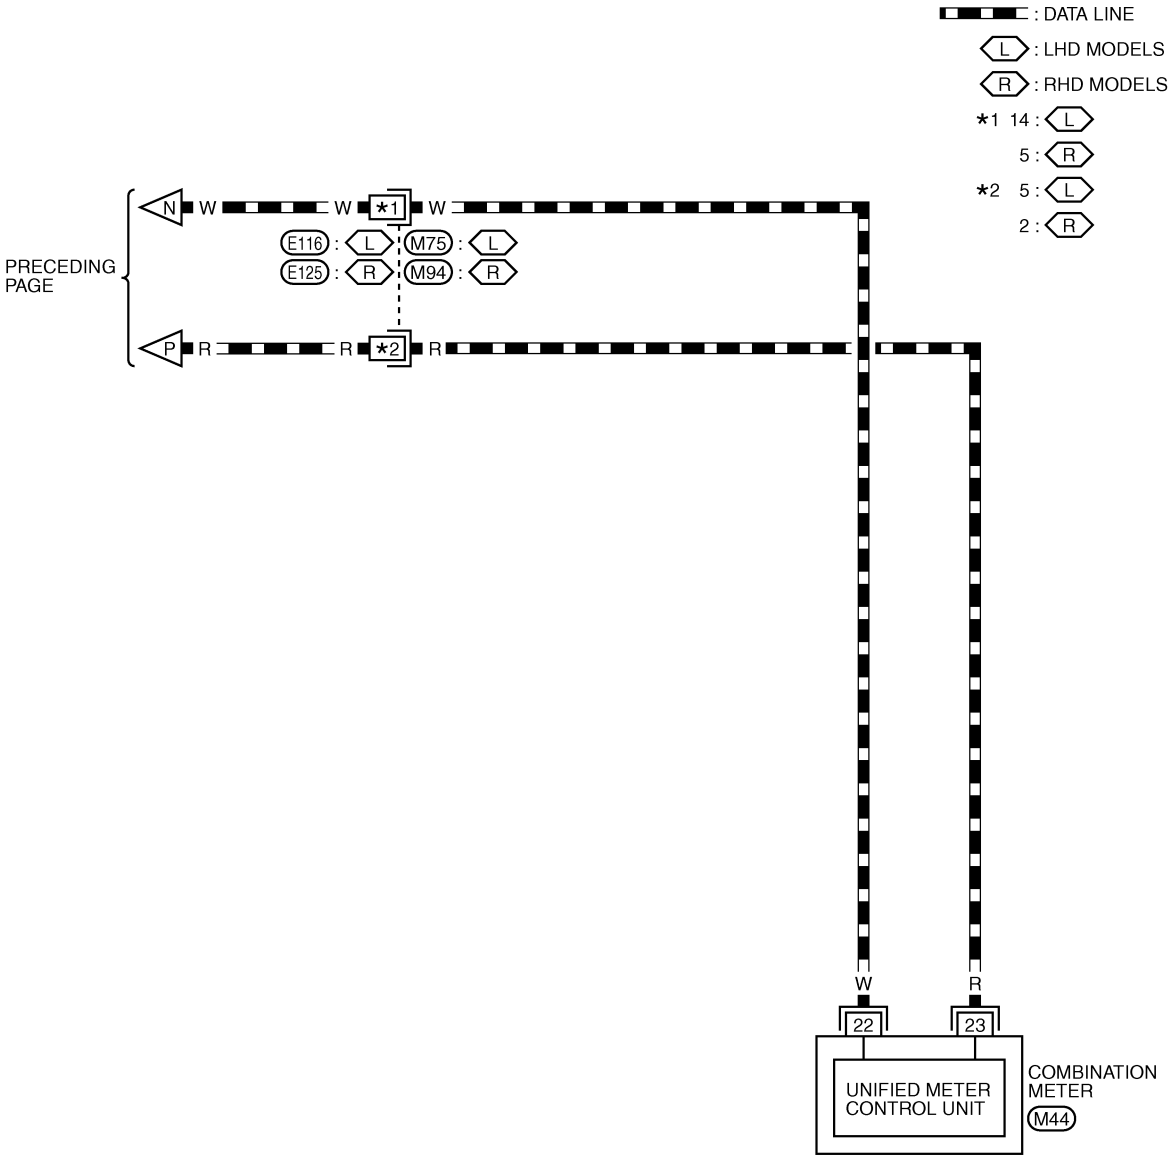 : DATA LINE
L : LHD MODELS
R : RHD MODELS
*1 14 : L
5 : R
*2 5 : L
2 : R
N W W *1 W
E116 : L M75 : L
E125 : R M94 : R
PRECEDING
PAGE
P R R *2 R
W R
22 23
UNIFIED METER
CONTROL UNIT
COMBINATION
METER
M44